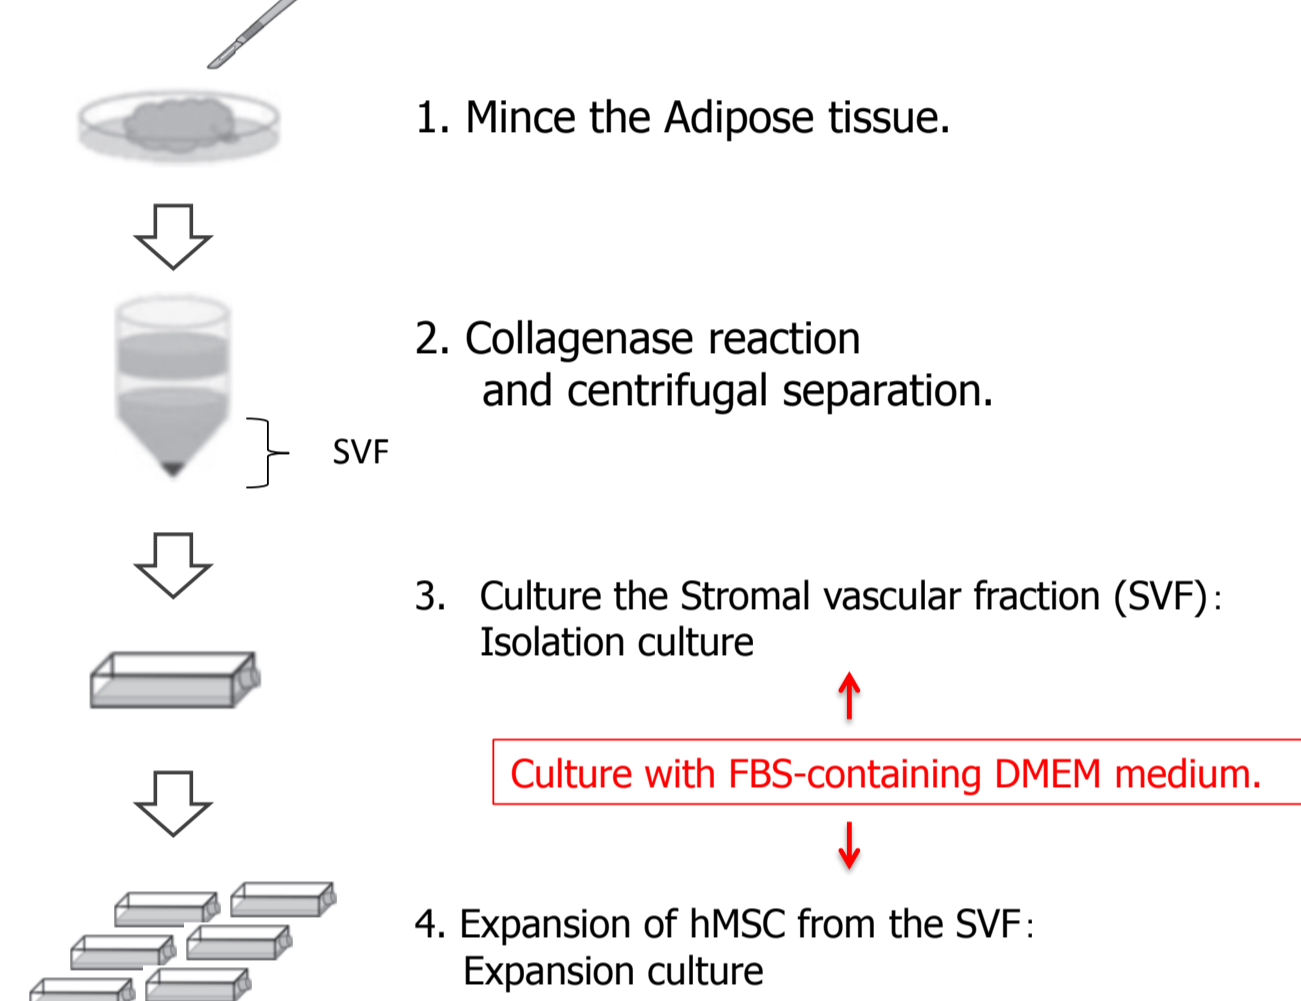 1. Mince the Adipose tissue.
2. Collagenase reaction
and centrifugal separation.
SVF
3. Culture the Stromal vascular fraction (SVF):
Isolation culture
Culture with FBS-containing DMEM medium.
4. Expansion of hMSC from the SVF:
Expansion culture